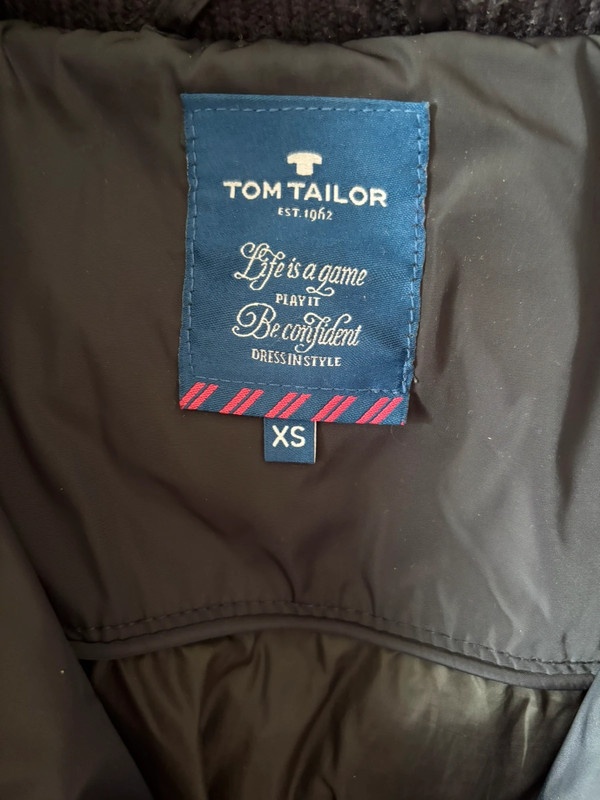 TOM TAILOR
EST. 1962
Life is a game
PLAY IT
Be confident
DRESS IN STYLE
XS